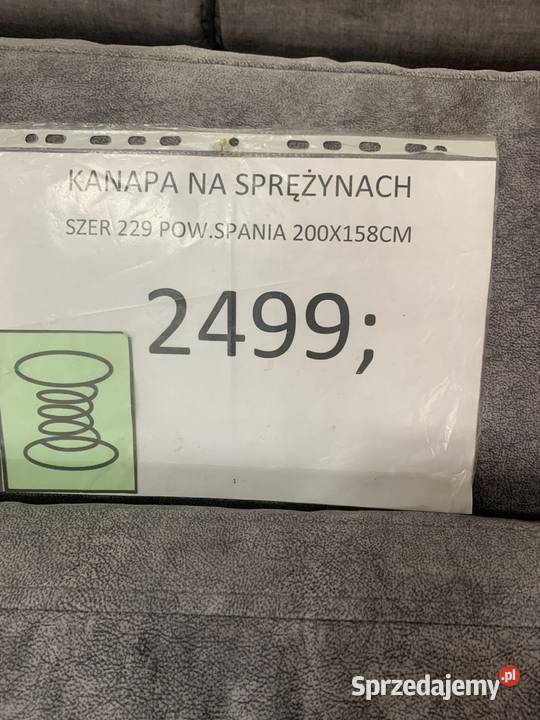 KANAPA NA SPRĘŻYNACH
SZER 229 POW.SPANIA 200X158CM
2499;
1
Sprzedajemy.pl